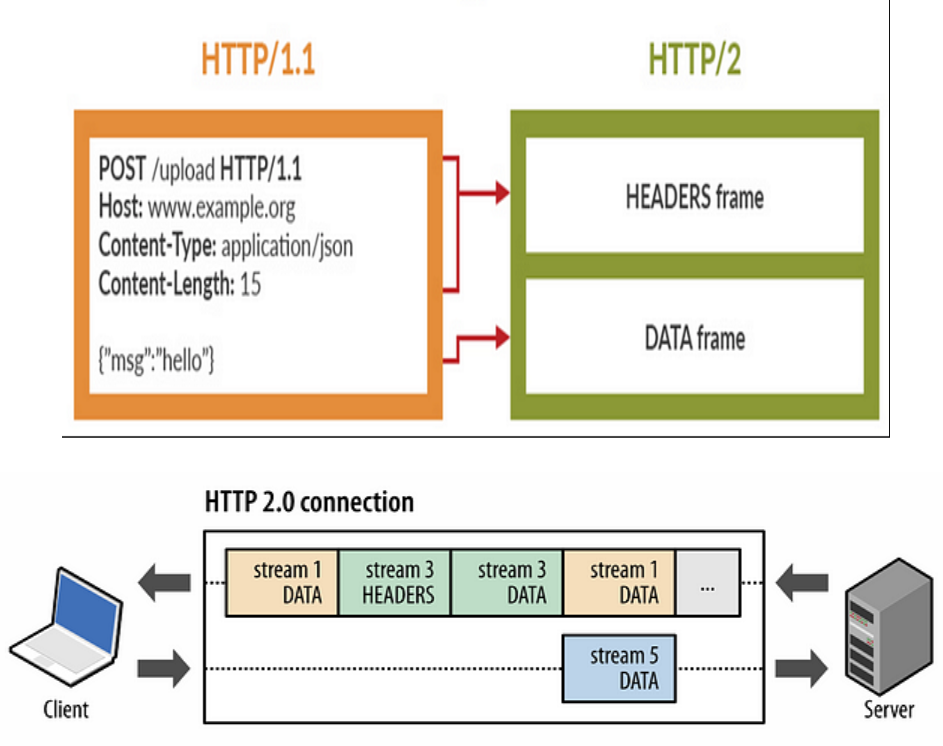 HTTP/1.1
HTTP/2
POST /upload HTTP/1.1
Host: www.example.org
Content-Type: application/json
Content-Length: 15
{"msg":"hello"}
HEADERS frame
DATA frame
HTTP 2.0 connection
stream 1
DATA
stream 3
HEADERS
stream 3
DATA
stream 1
DATA
...
stream 5
DATA
Client
Server